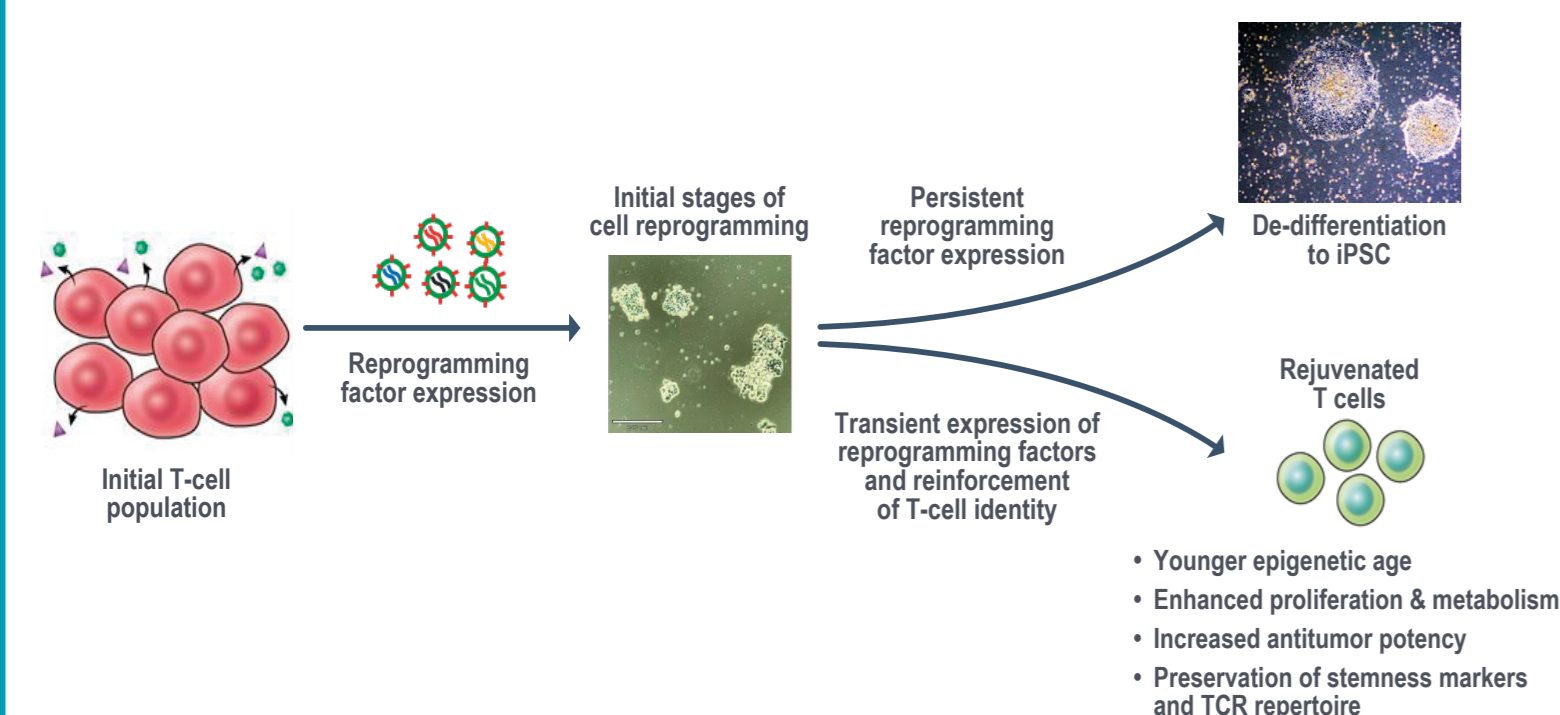 Initial T-cell
population
Reprogramming
factor expression
Initial stages of
cell reprogramming
Persistent
reprogramming
factor expression
Transient expression of
reprogramming factors
and reinforcement
of T-cell identity
De-differentiation
to iPSC
Rejuvenated
T cells
• Younger epigenetic age
• Enhanced proliferation & metabolism
• Increased antitumor potency
• Preservation of stemness markers
and TCR repertoire